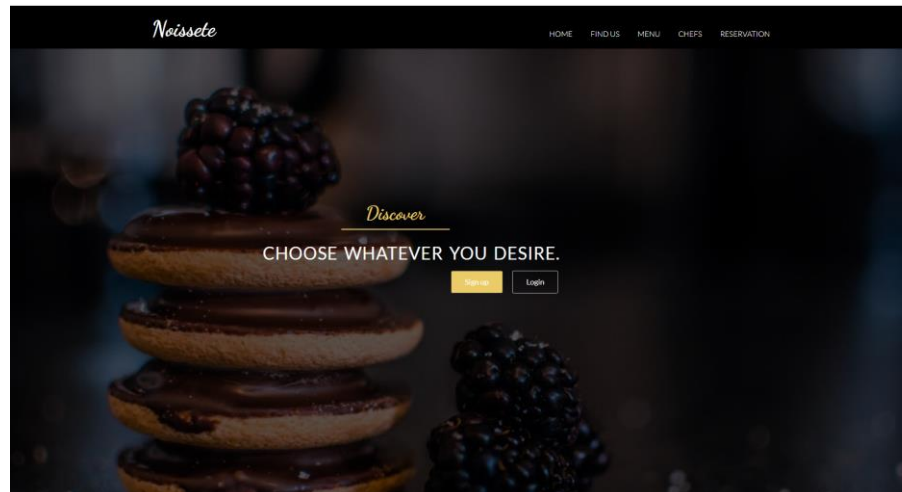 Noissete
HOME FIND US MENU CHEFS RESERVATION
Discover
CHOOSE WHATEVER YOU DESIRE.
Sign up Login